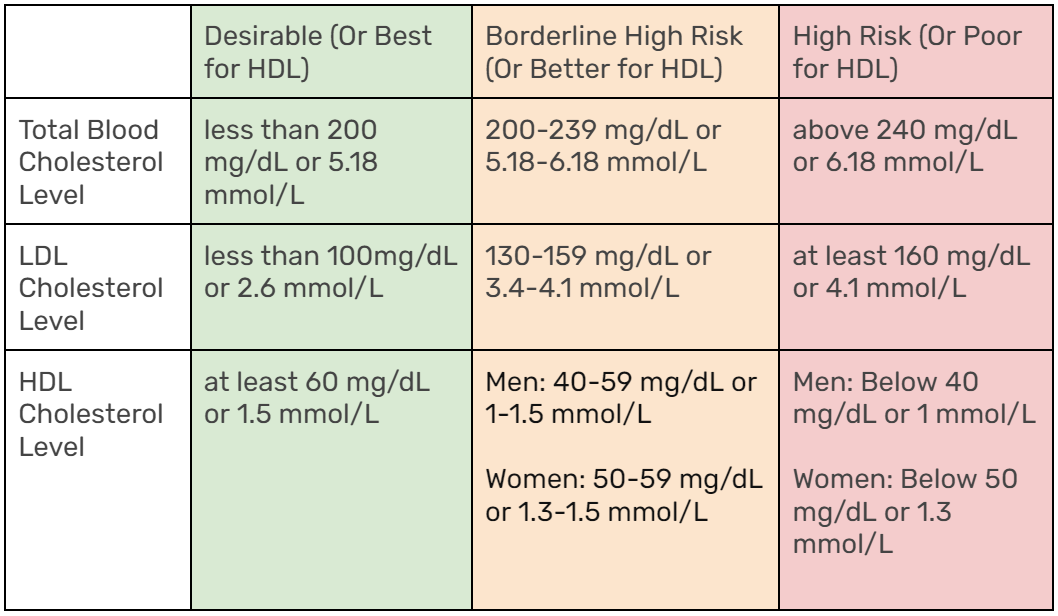 Desirable (Or Best
for HDL)
Borderline High Risk
(Or Better for HDL)
High Risk (Or Poor
for HDL)
Total Blood
Cholesterol
Level
less than 200
mg/dL or 5.18
mmol/L
200-239 mg/dL or
5.18-6.18 mmol/L
above 240 mg/dL
or 6.18 mmol/L
LDL
Cholesterol
Level
less than 100mg/dL
or 2.6 mmol/L
130-159 mg/dL or
3.4-4.1 mmol/L
at least 160 mg/dL
or 4.1 mmol/L
HDL
Cholesterol
Level
at least 60 mg/dL
or 1.5 mmol/L
Men: 40-59 mg/dL or
1-1.5 mmol/L
Women: 50-59 mg/dL
or 1.3-1.5 mmol/L
Men: Below 40
mg/dL or 1 mmol/L
Women: Below 50
mg/dL or 1.3
mmol/L